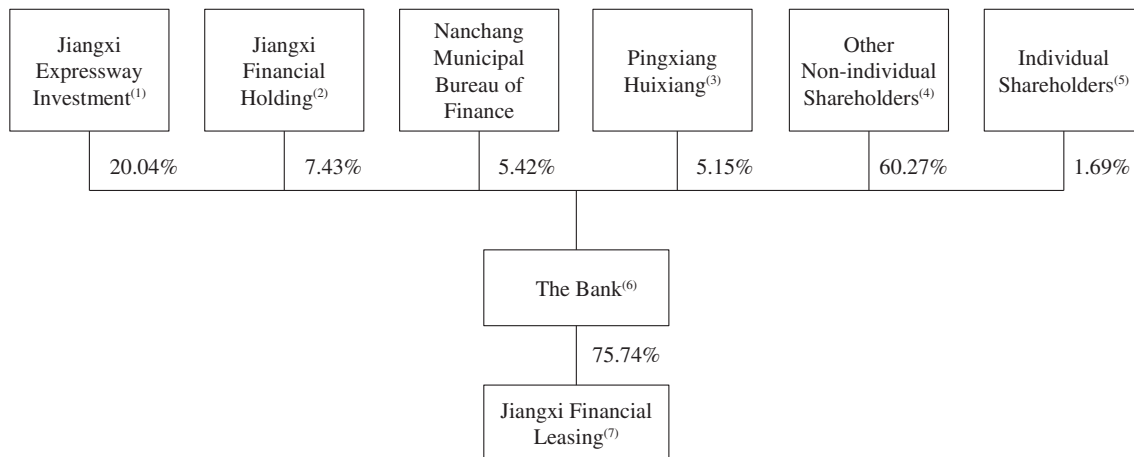 Jiangxi
Expressway
Investment(1)
Jiangxi
Financial
Holding(2)
Nanchang
Municipal
Bureau of
Finance
Pingxiang
Huixiang(3)
Other
Non-individual
Shareholders(4)
Individual
Shareholders(5)
20.04%
7.43%
5.42%
5.15%
60.27%
1.69%
The Bank(6)
75.74%
Jiangxi Financial
Leasing(7)